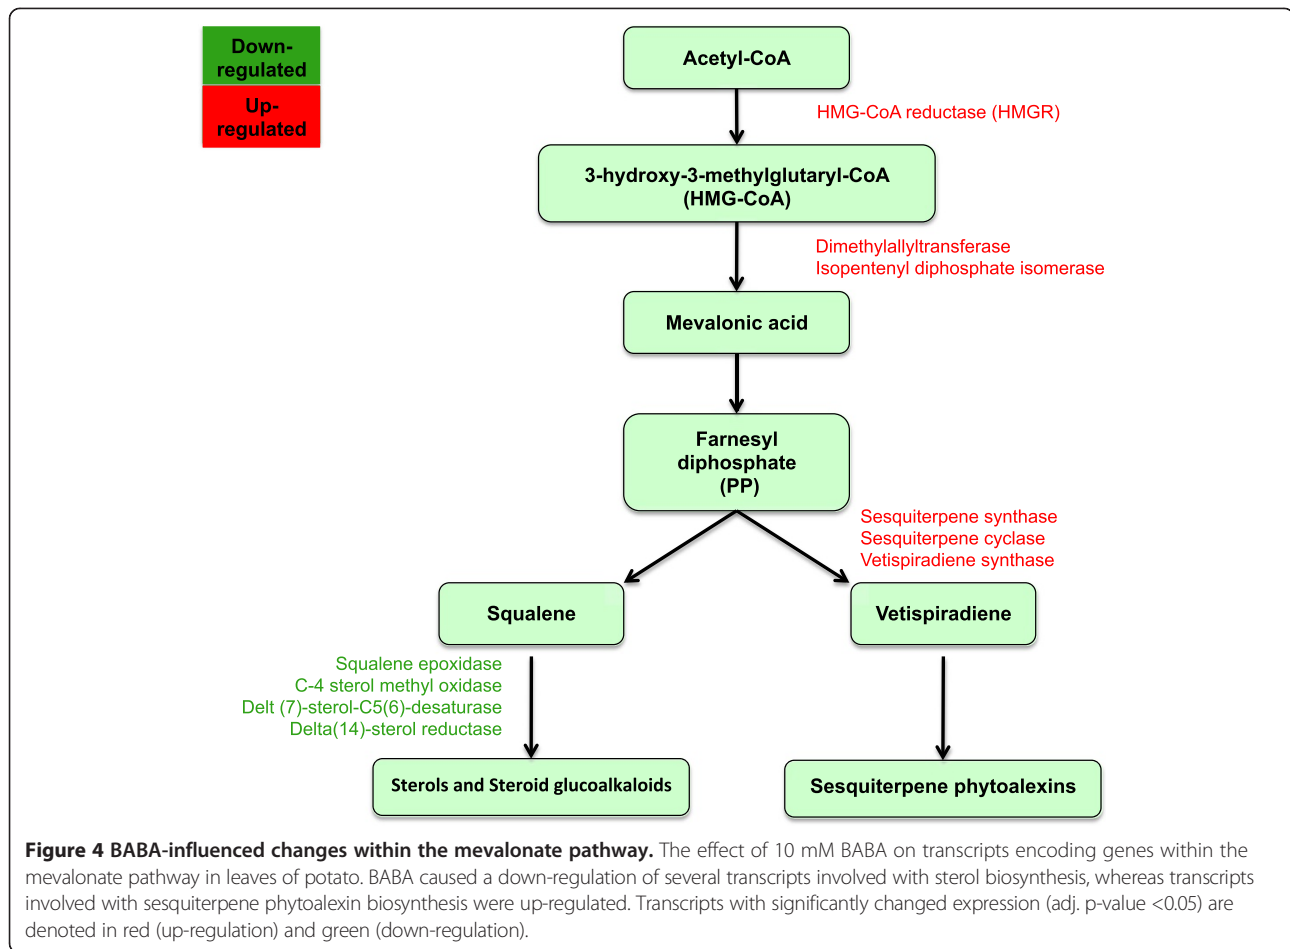 Down-
regulated
Up-
regulated
Acetyl-CoA
HMG-CoA reductase (HMGR)
3-hydroxy-3-methylglutaryl-CoA
(HMG-CoA)
Dimethylallyltransferase
Isopentenyl diphosphate isomerase
Mevalonic acid
Farnesyl
diphosphate
(PP)
Sesquiterpene synthase
Sesquiterpene cyclase
Vetispiradiene synthase
Squalene
Vetispiradiene
Squalene epoxidase
C-4 sterol methyl oxidase
Delt (7)-sterol-C5(6)-desaturase
Delta(14)-sterol reductase
Sterols and Steroid glucoalkaloids
Sesquiterpene phytoalexins
Figure 4 BABA-influenced changes within the mevalonate pathway. The effect of 10 mM BABA on transcripts encoding genes within the
mevalonate pathway in leaves of potato. BABA caused a down-regulation of several transcripts involved with sterol biosynthesis, whereas transcripts
involved with sesquiterpene phytoalexin biosynthesis were up-regulated. Transcripts with significantly changed expression (adj. p-value <0.05) are
denoted in red (up-regulation) and green (down-regulation).